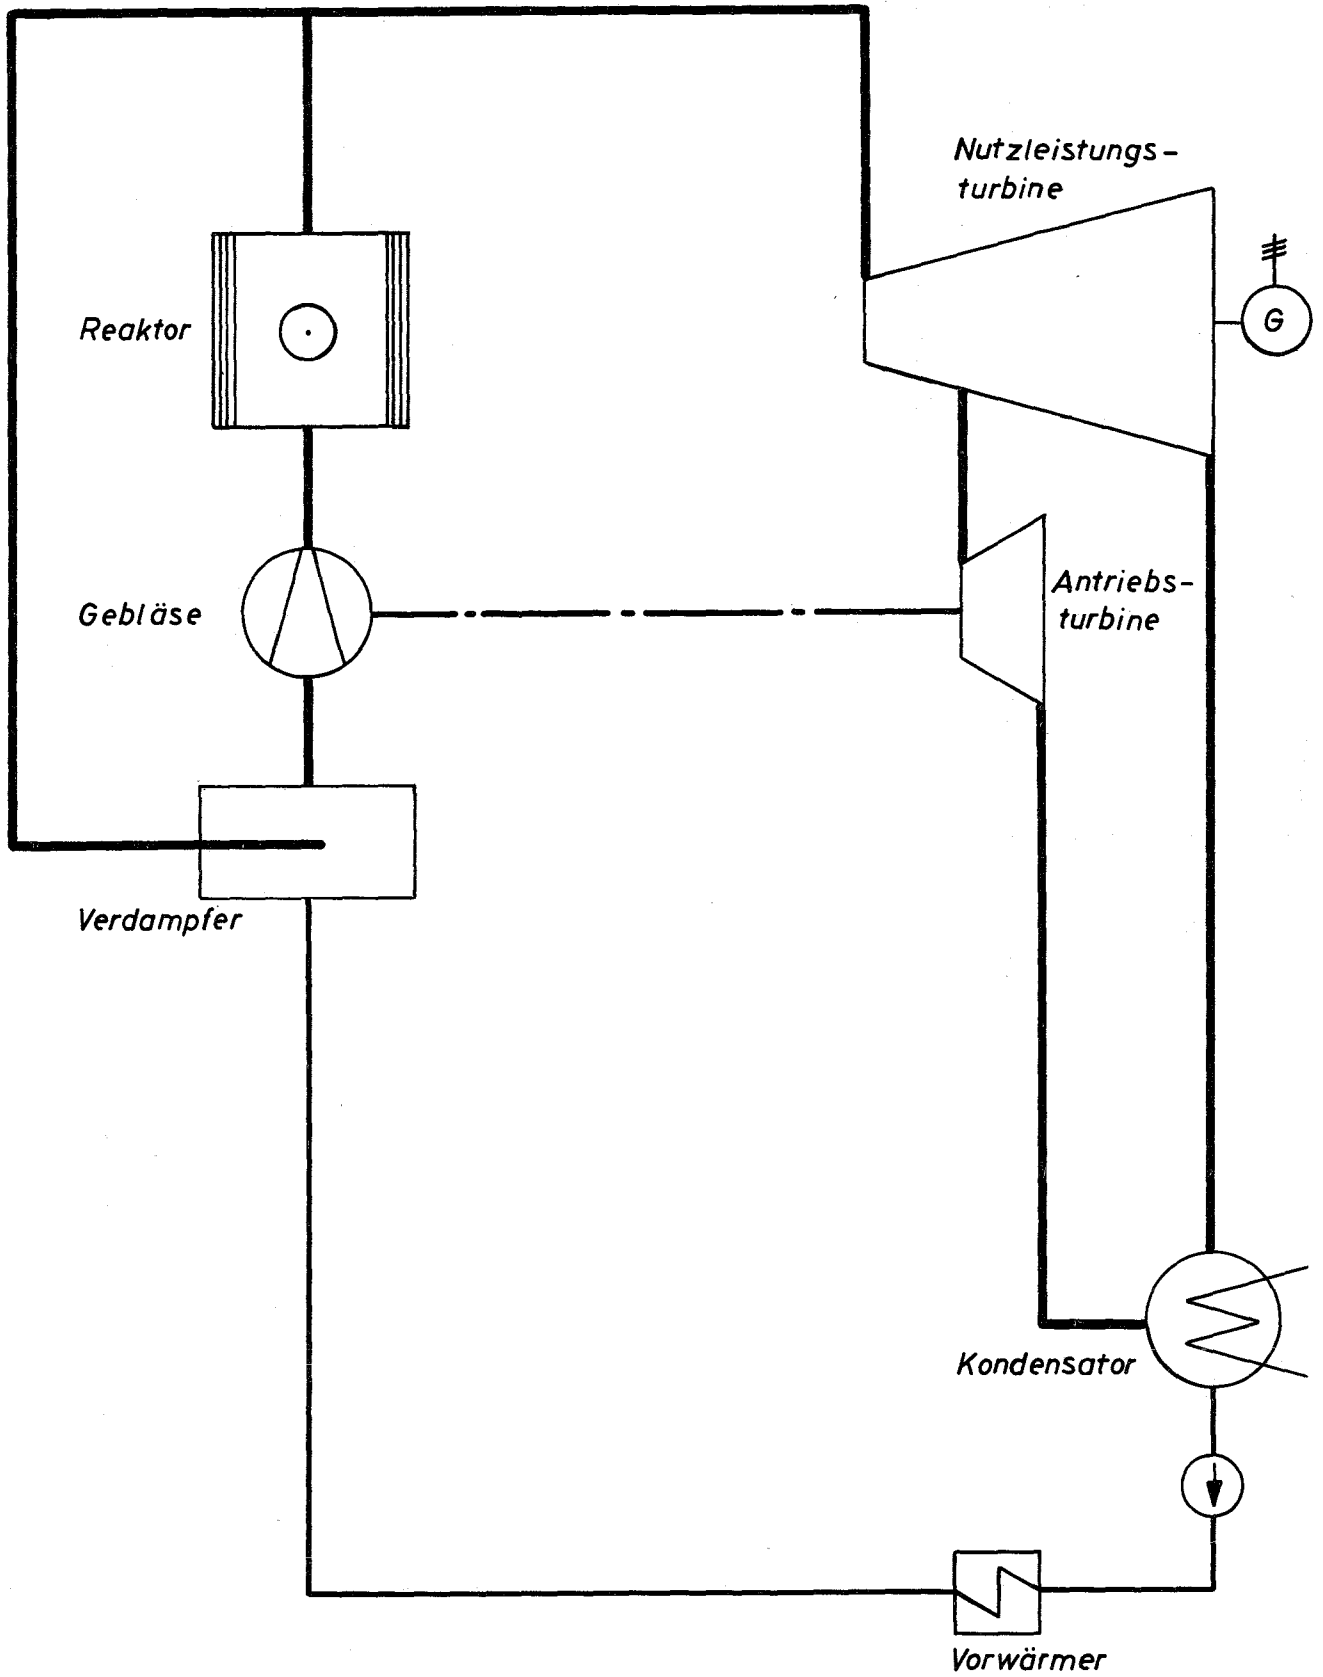 Nutzleistungs-
turbine
G
Reaktor
Gebläse
Antriebs-
turbine
Verdampfer
Kondensator
Vorwärmer